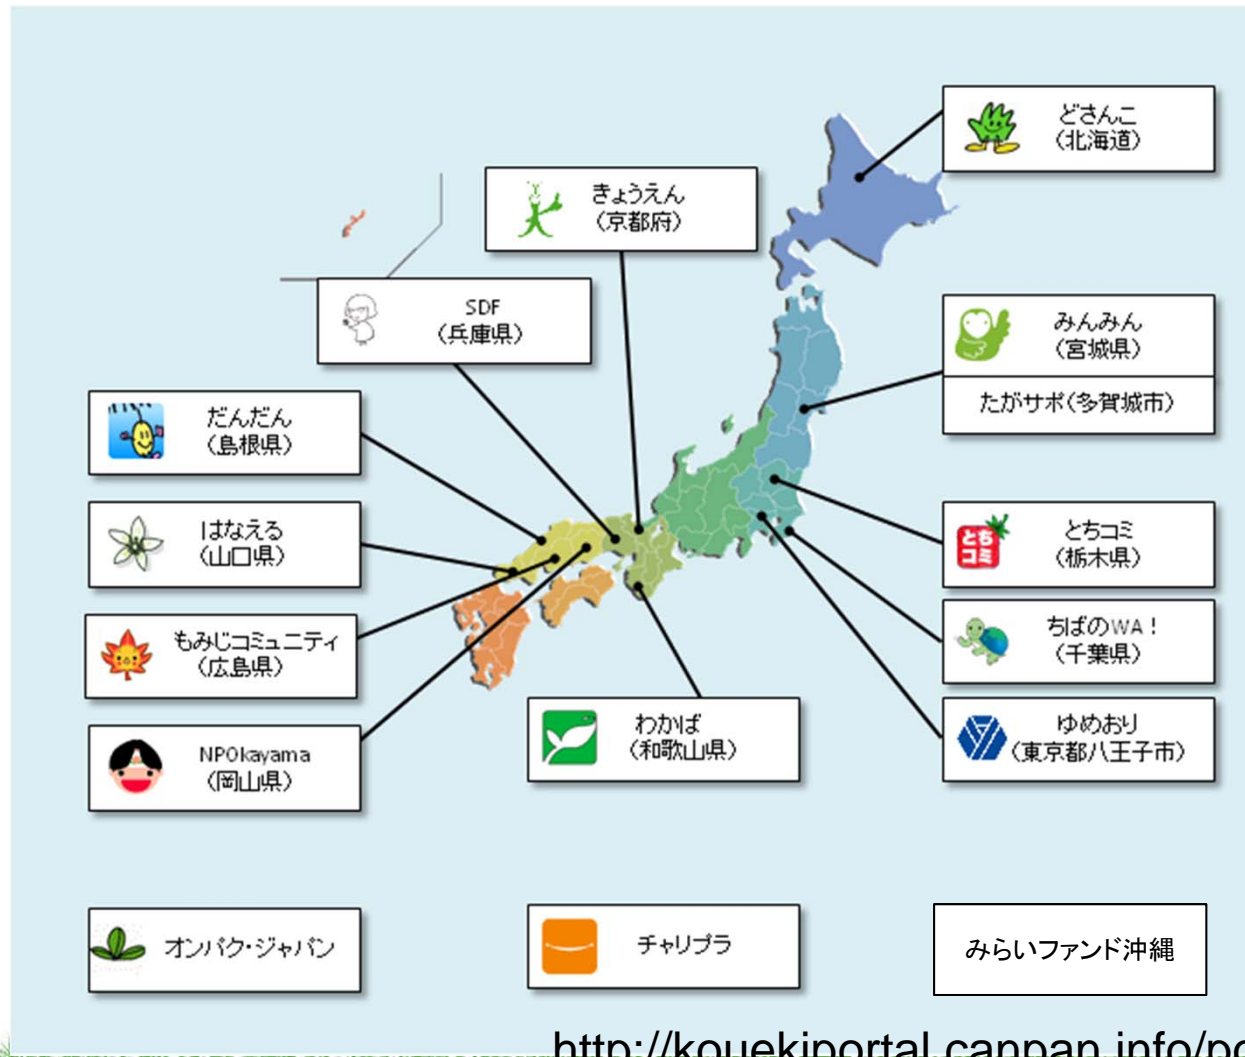 どさんこ
(北海道)
きょうえん
(京都府)
SDF
(兵庫県)
みんみん
(宮城県)
たがサポ(多賀城市)
だんだん
(島根県)
はなえる
(山口県)
とちコミ
とちコミ
(栃木県)
もみじコミュニティ
(広島県)
ちばのWA！
(千葉県)
わかば
(和歌山県)
ゆめおり
(東京都八王子市)
NPOkayama
(岡山県)
オンパク・ジャパン
チャリプラ
みらいファンド沖縄
http://kouekiportal.canpan.info/po